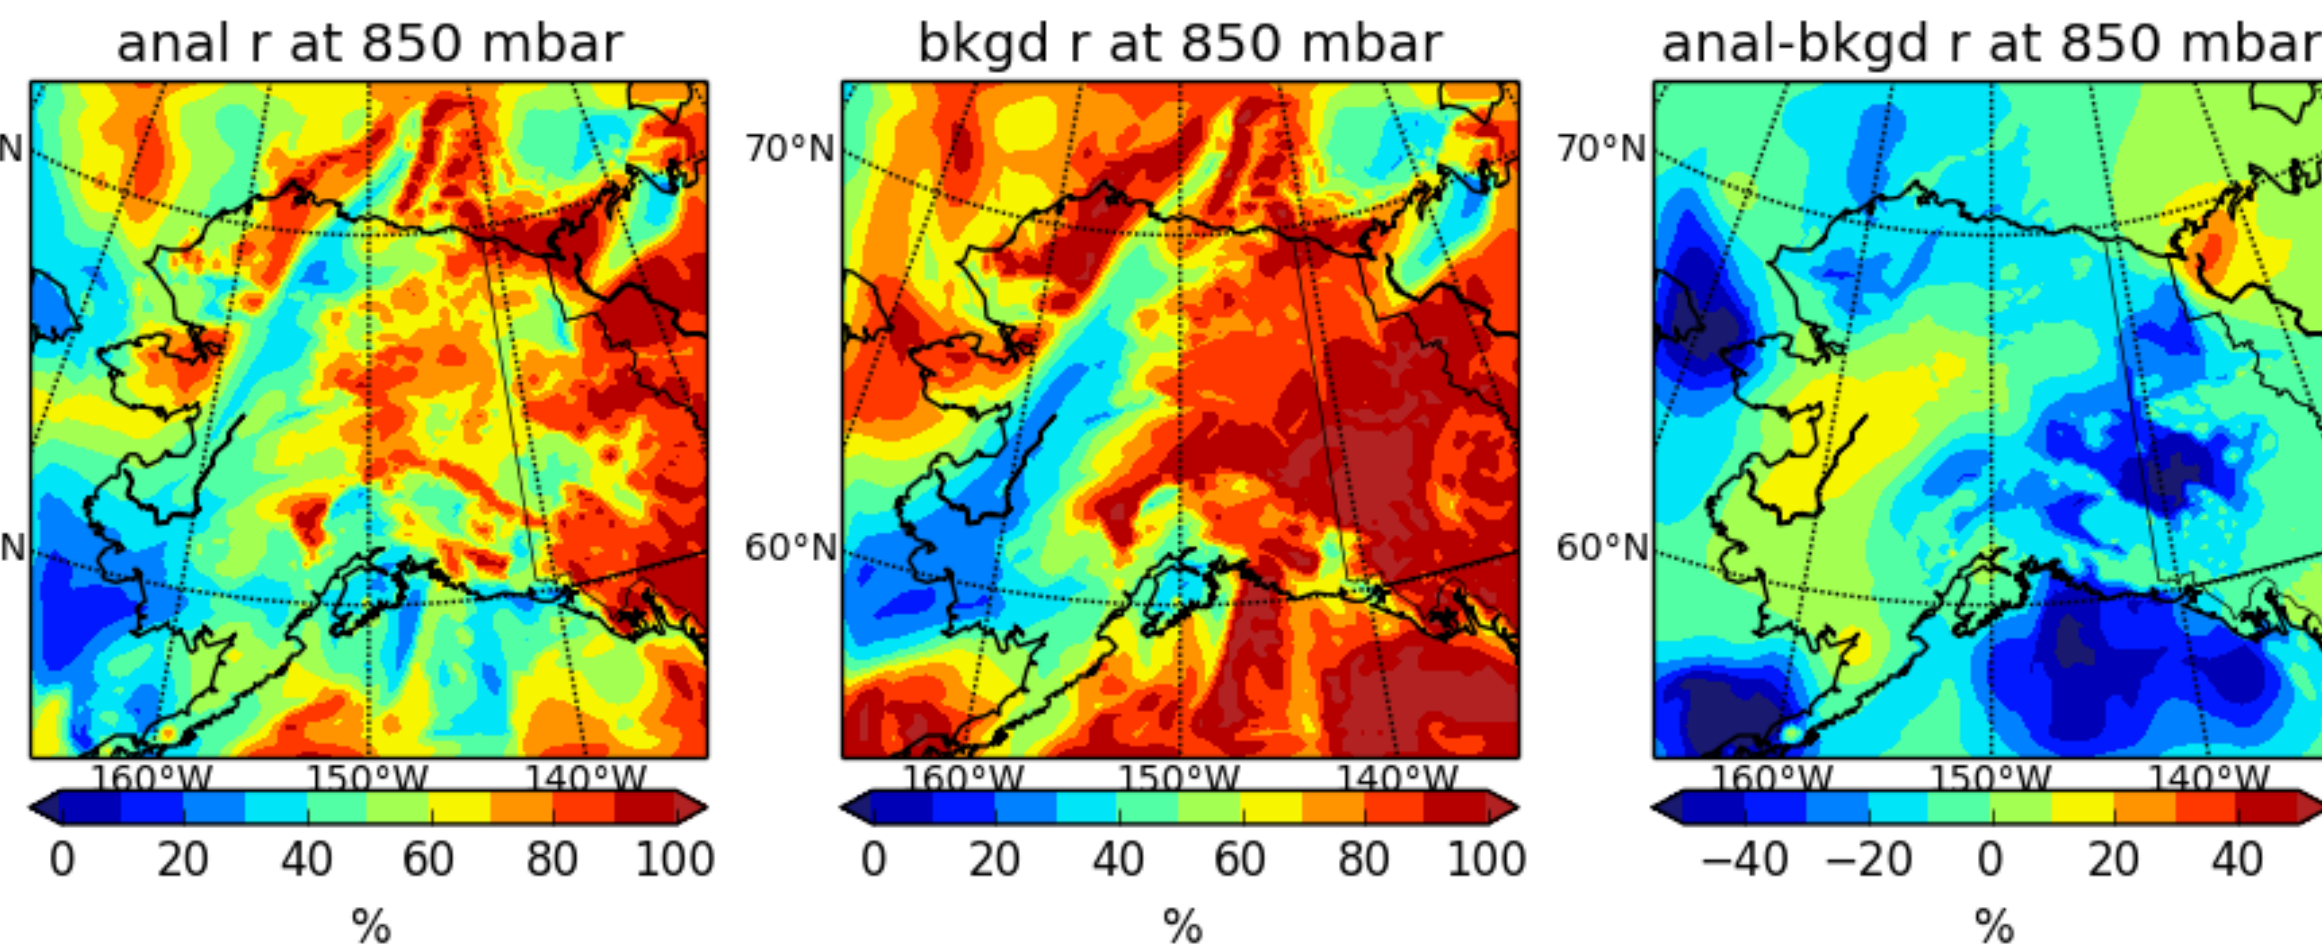 anal r at 850 mbar bkgd r at 850 mbar anal-bkgd r at 850 mbar
N 70°N 70°N
N 60°N 60°N
160°W 150°W 140°W 160°W 150°W 140°W 160°W 150°W 140°W
0 20 40 60 80 100 0 20 40 60 80 100 −40 −20 0 20 40
% % %